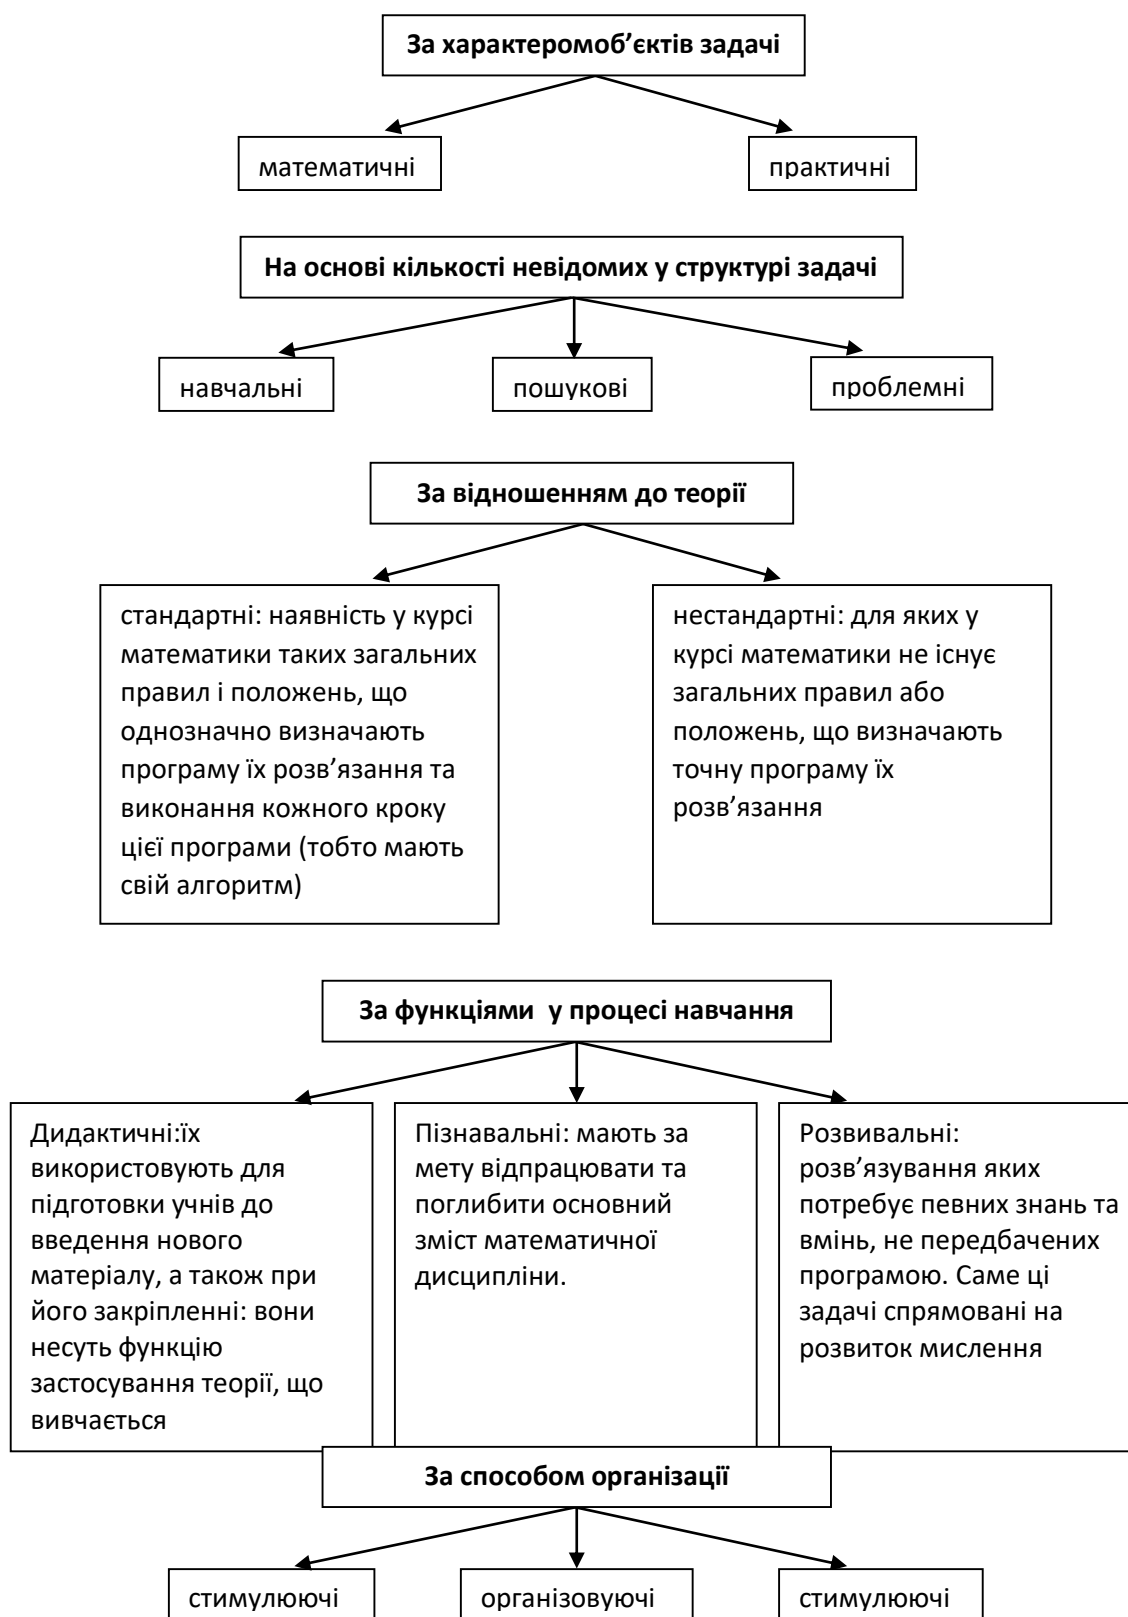 За характеромоб’єктів задачі
математичні
практичні
На основі кількості невідомих у структурі задачі
навчальні
пошукові
проблемні
За відношенням до теорії
стандартні: наявність у курсі
математики таких загальних
правил і положень, що
однозначно визначають
програму їх розв’язання та
виконання кожного кроку
цієї програми (тобто мають
свій алгоритм)
нестандартні: для яких у
курсі математики не існує
загальних правил або
положень, що визначають
точну програму їх
розв’язання
За функціями  у процесі навчання
Дидактичні:їх
використовують для
підготовки учнів до
введення нового
матеріалу, а також при
його закріпленні: вони
несуть функцію
застосування теорії, що
вивчається
Пізнавальні: мають за
мету відпрацювати та
поглибити основний
зміст математичної
дисципліни.
Розвивальні:
розв’язування яких
потребує певних знань та
вмінь, не передбачених
програмою. Саме ці
задачі спрямовані на
розвиток мислення
За способом організації
стимулюючі
організовуючі
стимулюючі